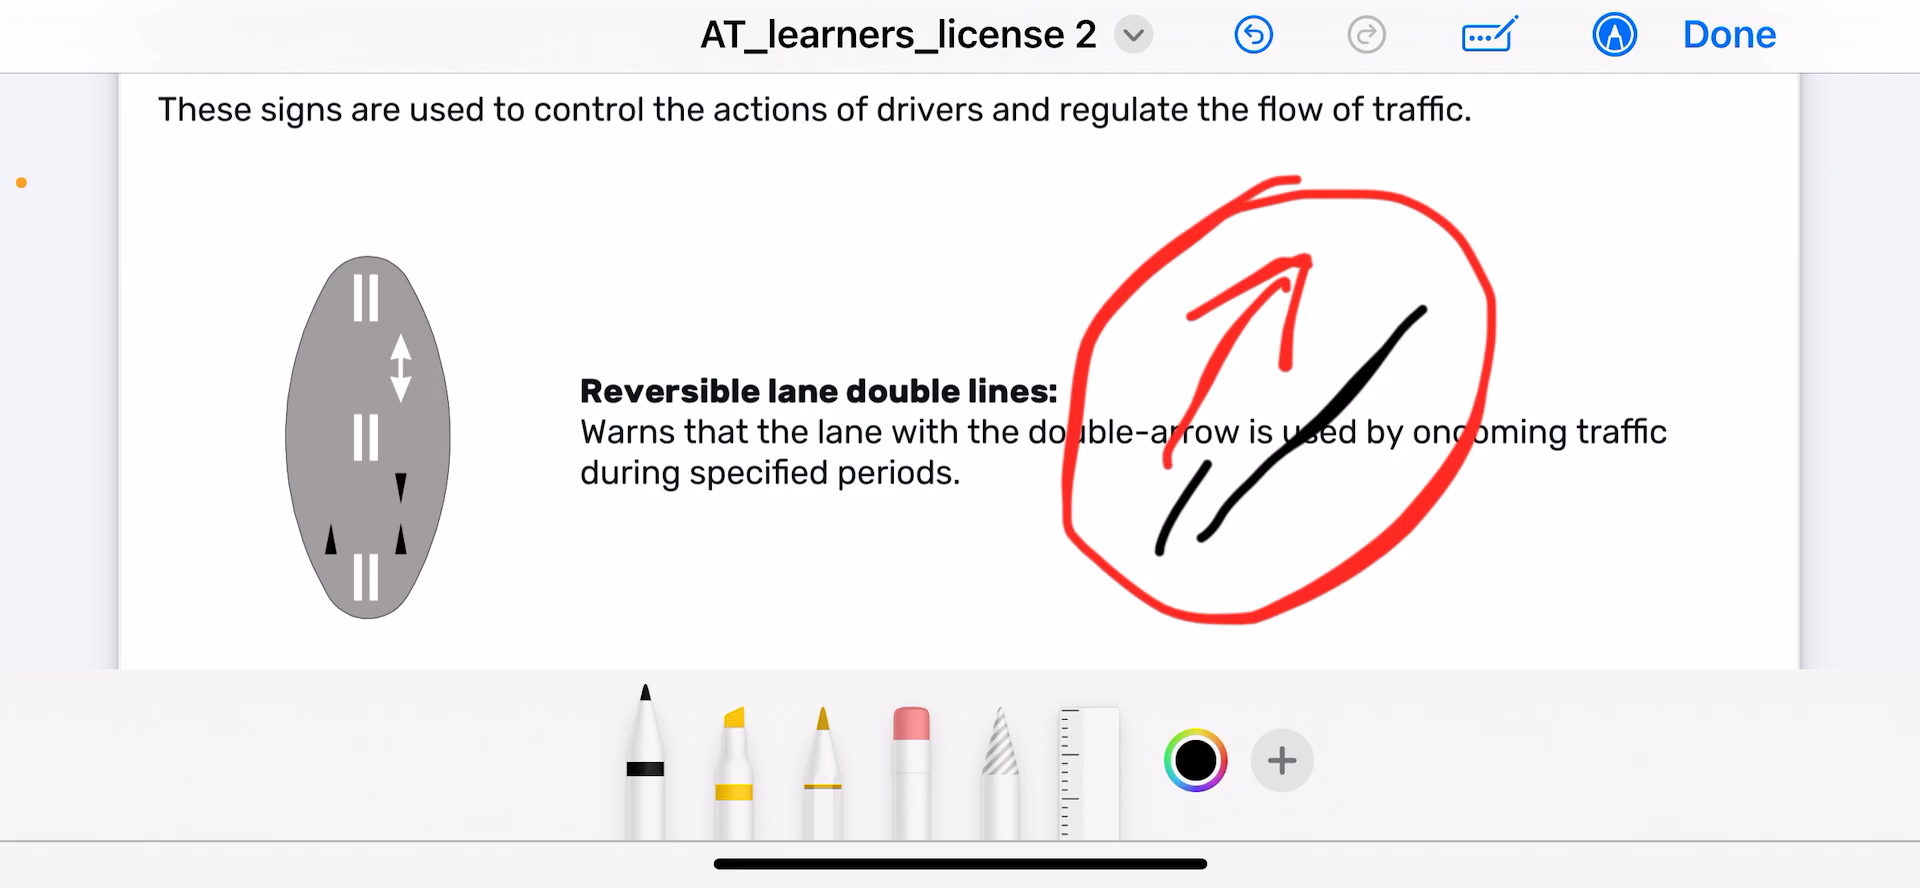 AT_learners_license 2
Done
These signs are used to control the actions of drivers and regulate the flow of traffic.
Reversible lane double lines:
Warns that the lane with the double-arrow is used by oncoming traffic
during specified periods.